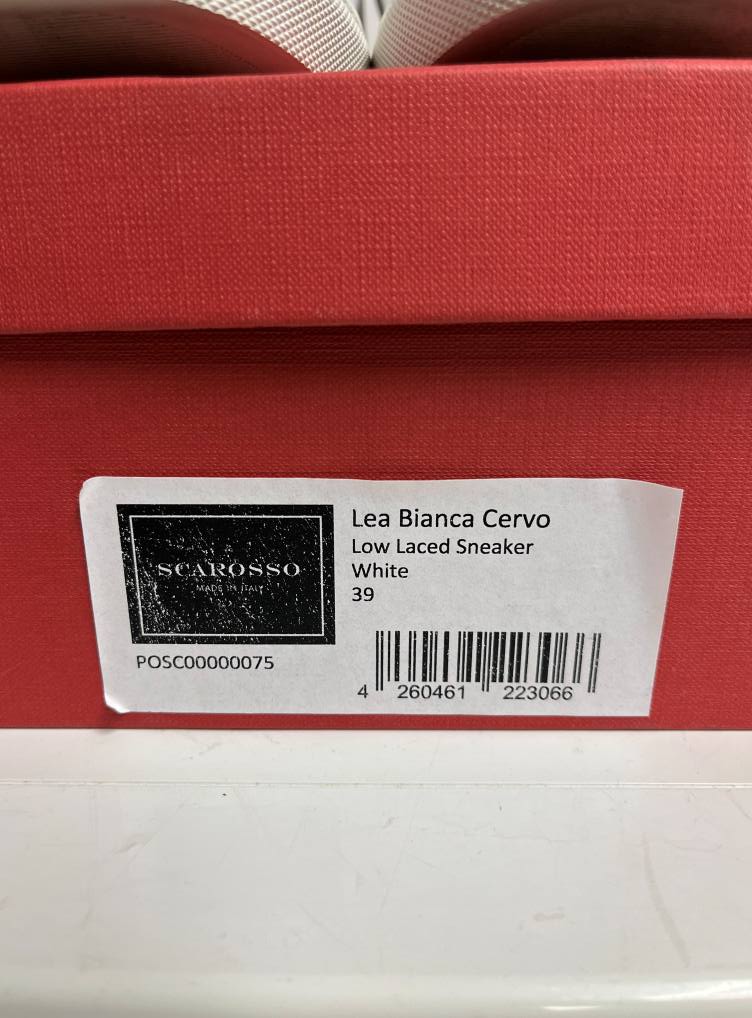 SCAROSSO
MADE IN ITALY
POSC00000075
Lea Bianca Cervo
Low Laced Sneaker
White
39
4 260461 223066